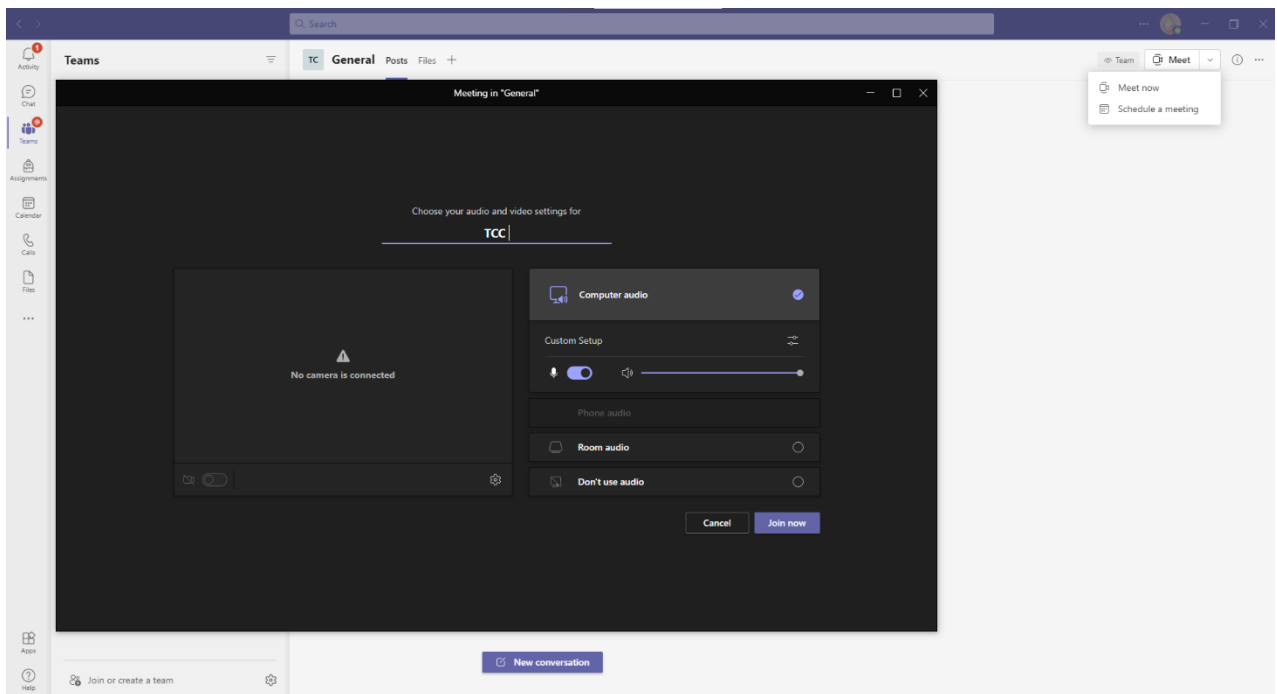 Search
Activity
Chat
Teams
Assignments
Calendar
Calls
Files
Apps
Help
Teams
TC General Posts Files
Team Meet
Meet now
Schedule a meeting
Meeting in "General"
Choose your audio and video settings for
TCC
No camera is connected
Computer audio
Custom Setup
Phone audio
Room audio
Don't use audio
Cancel Join now
New conversation
Join or create a team